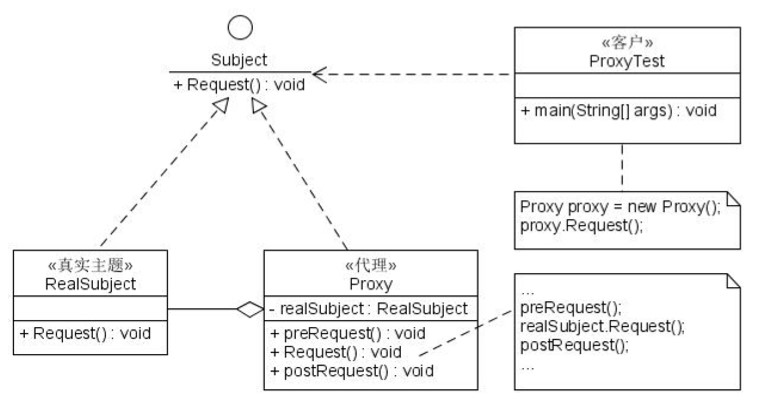 Subject
+ Request() : void
«客户»
ProxyTest
+ main(String[] args) : void
Proxy proxy = new Proxy();
proxy.Request();
«真实主题»
RealSubject
+ Request() : void
«代理»
Proxy
- realSubject : RealSubject
+ preRequest() : void
+ Request() : void
+ postRequest() : void
...
preRequest();
realSubject.Request();
postRequest();
...